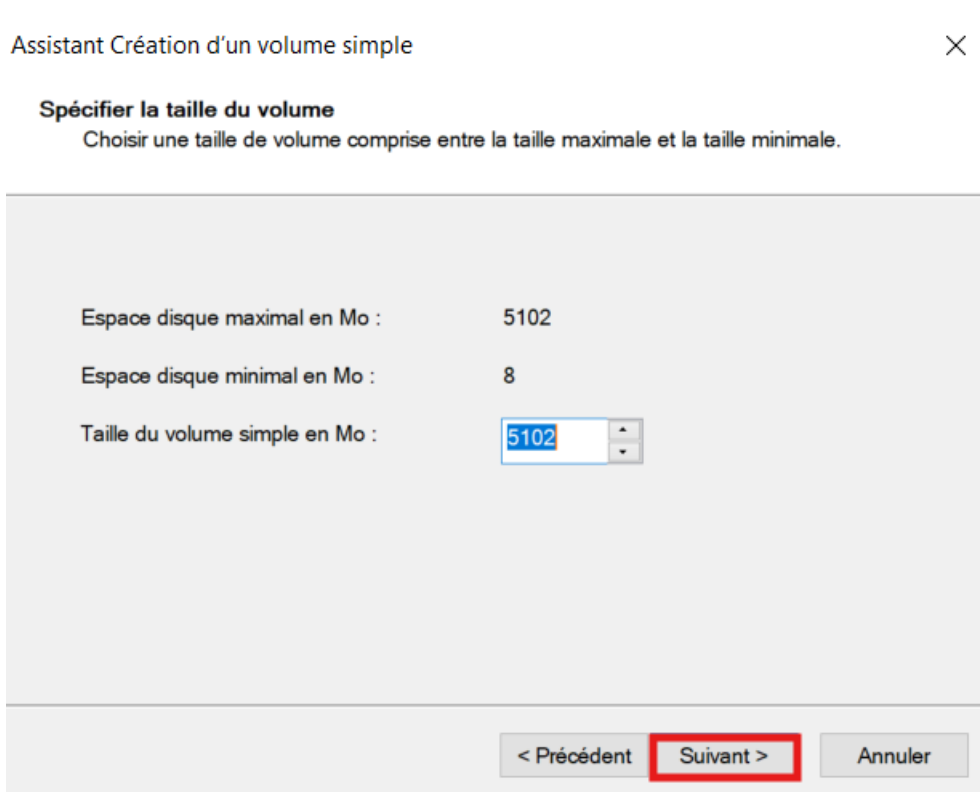 Assistant Création d'un volume simple
Spécifier la taille du volume
Choisir une taille de volume comprise entre la taille maximale et la taille minimale.
Espace disque maximal en Mo : 5102
Espace disque minimal en Mo : 8
Taille du volume simple en Mo : 5102
< Précédent Suivant > Annuler